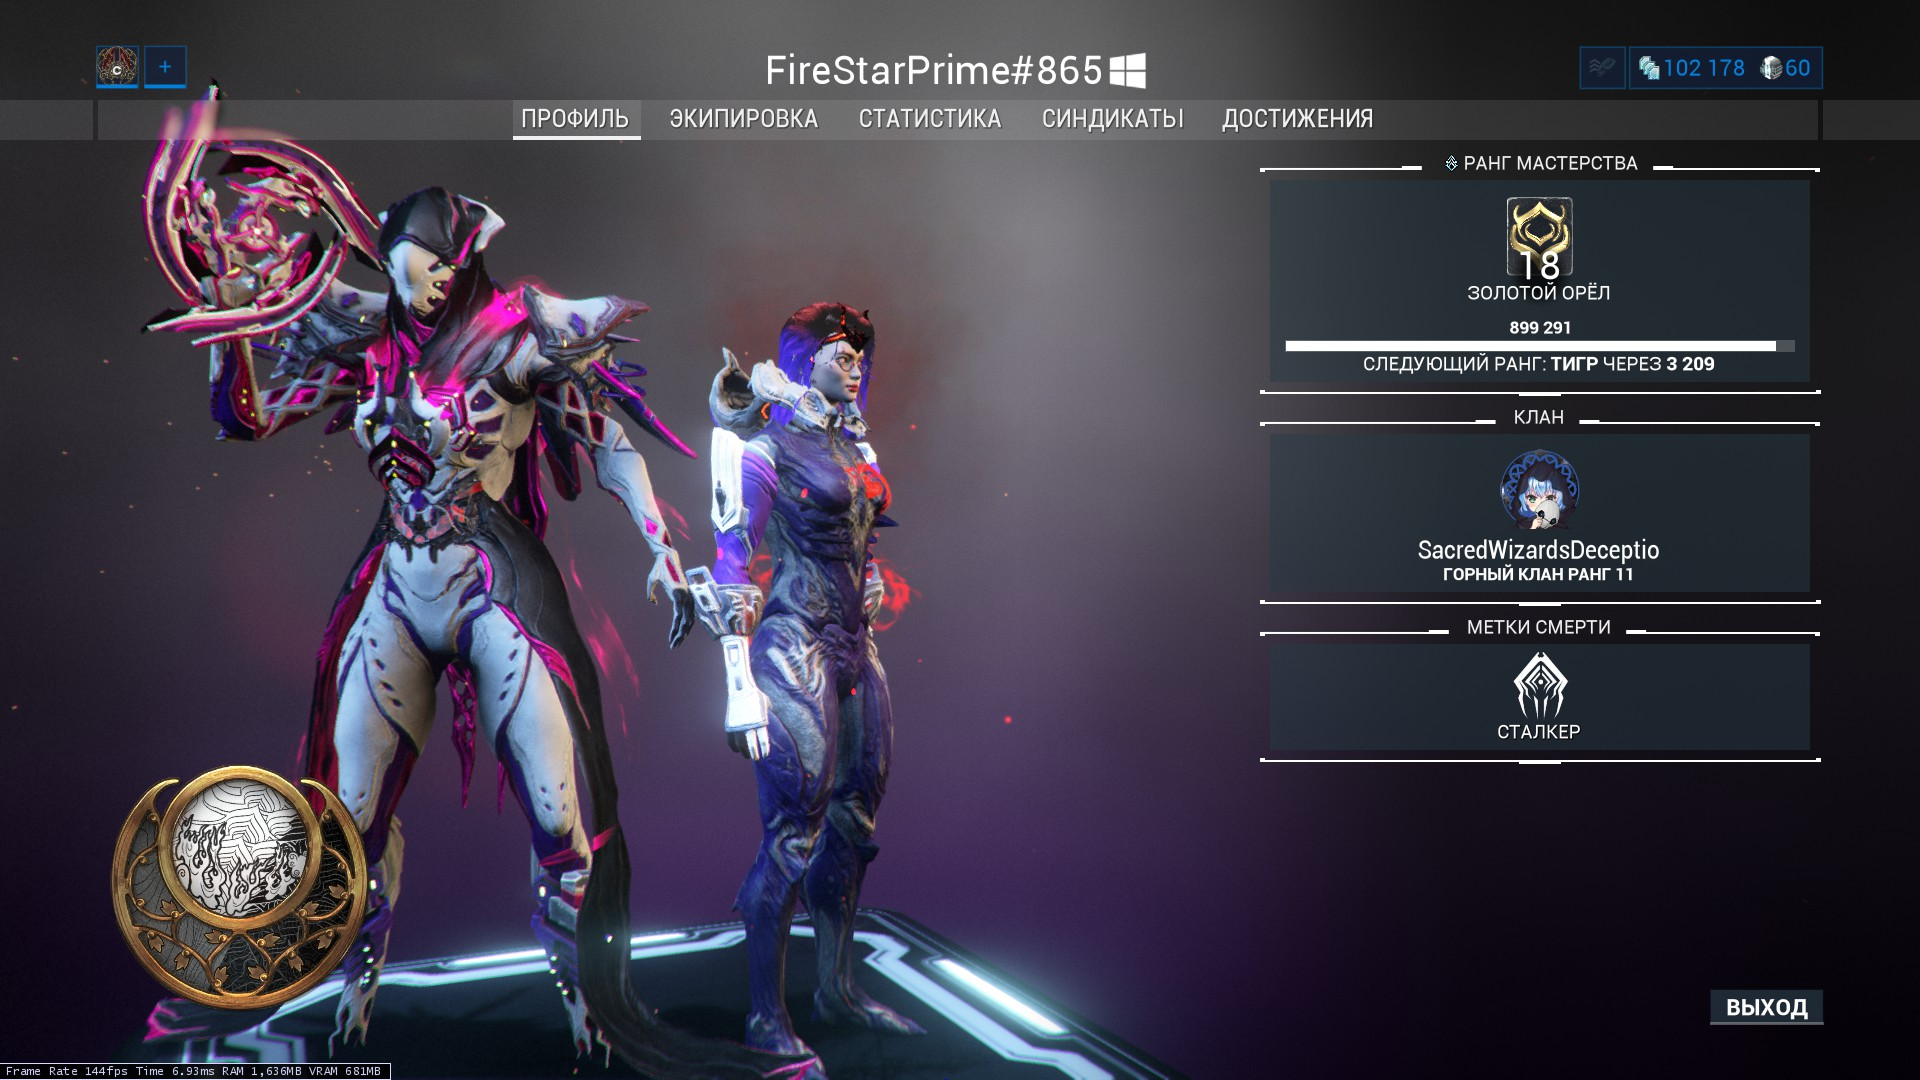 FireStarPrime#865
C
+
102 178 60
ПРОФИЛЬ ЭКИПИРОВКА СТАТИСТИКА СИНДИКАТЫ ДОСТИЖЕНИЯ
РАНГ МАСТЕРСТВА
18
ЗОЛОТОЙ ОРЁЛ
899 291
СЛЕДУЮЩИЙ РАНГ: ТИГР ЧЕРЕЗ 3 209
КЛАН
SacredWizardsDeceptio
ГОРНЫЙ КЛАН РАНГ 11
МЕТКИ СМЕРТИ
СТАЛКЕР
ВЫХОД
Frame Rate 144fps Time 6.93ms RAM 1,636MB VRAM 681MB